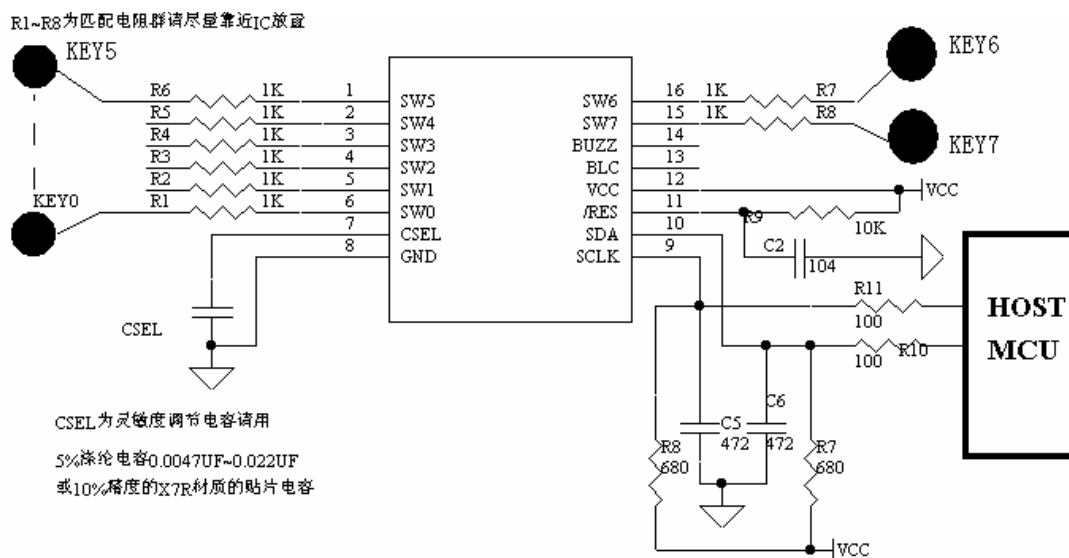 R1~R8为匹配电阻群请尽量靠近IC放置
KEY5
KEY6
R6 1K 1 SW5
R5 1K 2 SW4
R4 1K 3 SW3
R3 1K 4 SW2
R2 1K 5 SW1
KEY0
R1 1K 6 SW0
7 CSEL
8 GND
SW6 16 1K R7
SW7 15 1K R8
BUZZ 14
BLC 13
VCC 12
/RES 11
SDA 10
SCLK 9
KEY7
VCC
R9
10K
C2
104
CSEL
R11
100
HOST
100
R10
MCU
C6
C5
472
472
R8
680
R7
680
VCC
CSEL为灵敏度调节电容请用
5%涤纶电容0.0047UF~0.022UF
或10%精度的X7R材质的贴片电容